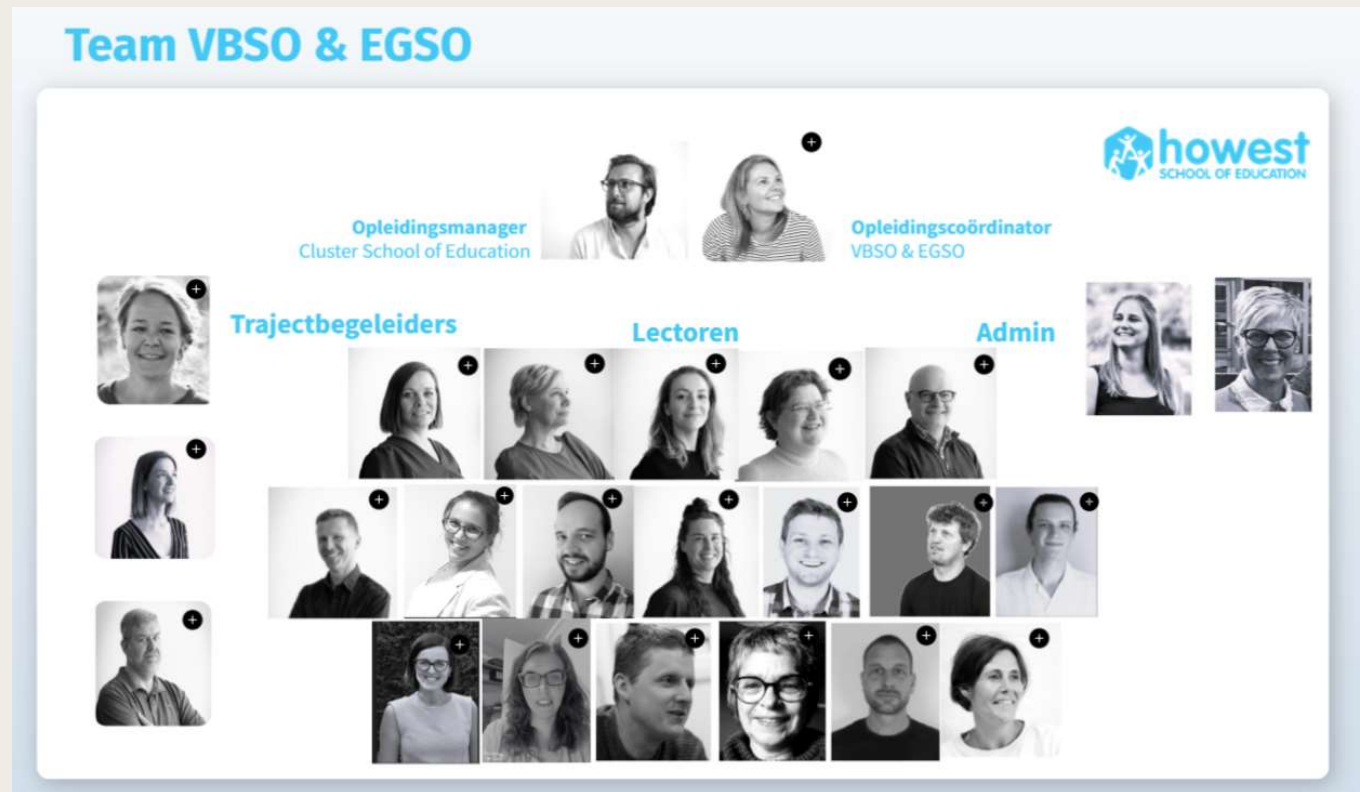 Team VBSO & EGSO
howest
SCHOOL OF EDUCATION
Opleidingsmanager
Cluster School of Education
Opleidingscoördinator
VBSO & EGSO
Trajectbegeleiders
Lectoren
Admin